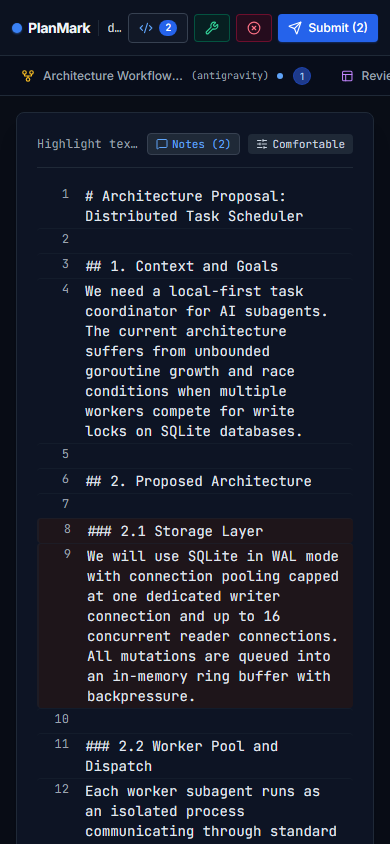 PlanMark d… </> 2 Submit (2)
Architecture Workflow... (antigravity) 1 Revie
Highlight tex… Notes (2) Comfortable
1 # Architecture Proposal:
Distributed Task Scheduler
2
3 ## 1. Context and Goals
4 We need a local-first task
coordinator for AI subagents.
The current architecture
suffers from unbounded
goroutine growth and race
conditions when multiple
workers compete for write
locks on SQLite databases.
5
6 ## 2. Proposed Architecture
7
8 ### 2.1 Storage Layer
9 We will use SQLite in WAL mode
with connection pooling capped
at one dedicated writer
connection and up to 16
concurrent reader connections.
All mutations are queued into
an in-memory ring buffer with
backpressure.
10
11 ### 2.2 Worker Pool and
Dispatch
12 Each worker subagent runs as
an isolated process
communicating through standard